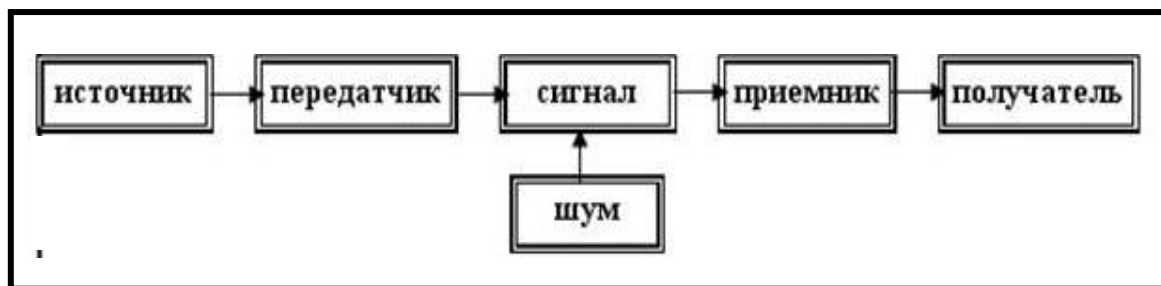 источник передатчик сигнал приемник получатель
шум